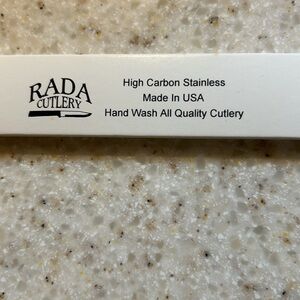 RADA
CUTLERY
High Carbon Stainless
Made In USA
Hand Wash All Quality Cutlery